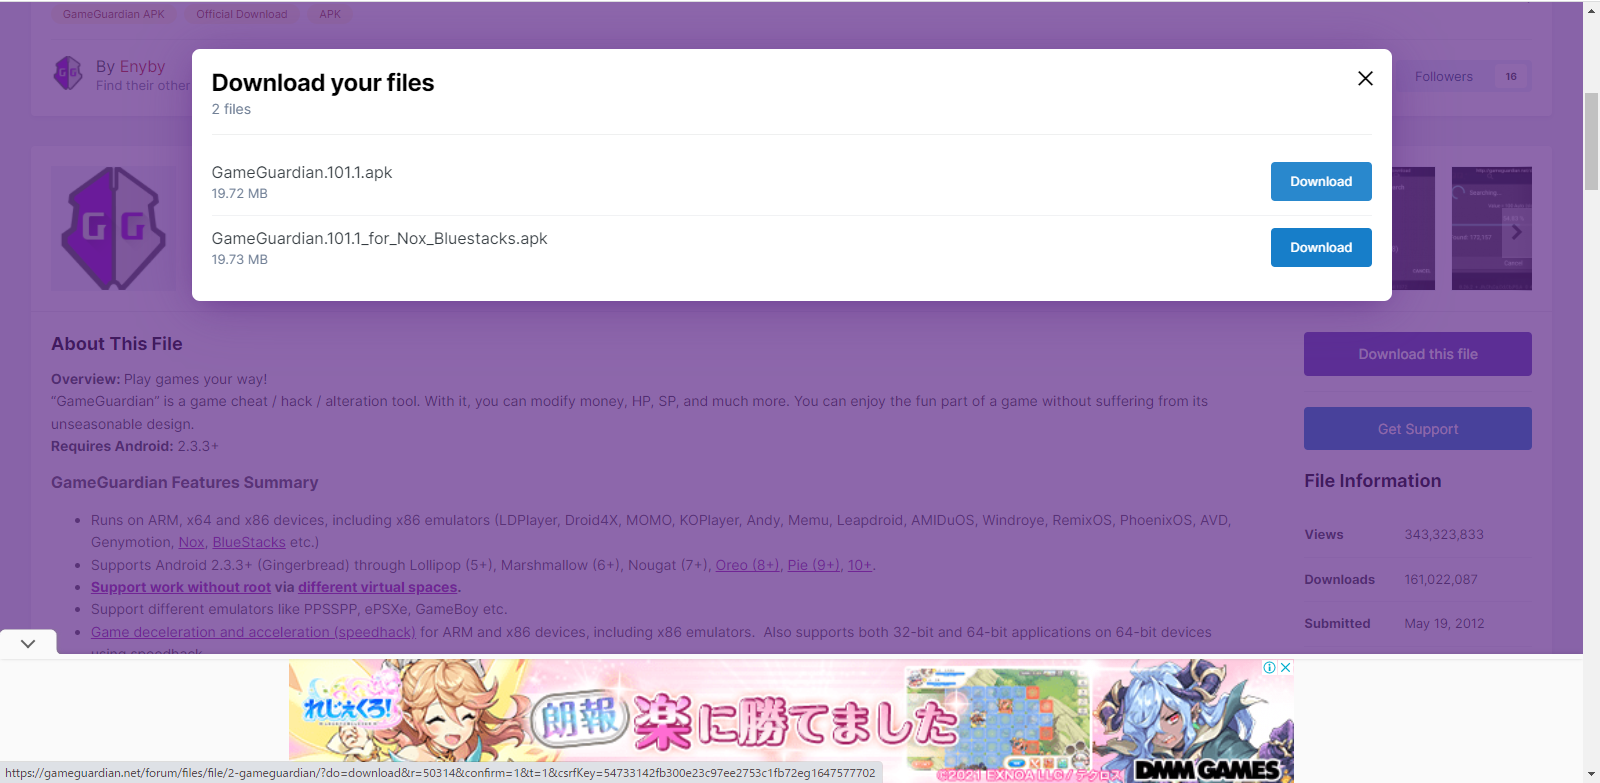 GameGuardian APK Official Download APK
By Enyby
Find their other
Followers 16
Download your files
2 files
GameGuardian.101.1.apk
19.72 MB
Download
GameGuardian.101.1_for_Nox_Bluestacks.apk
19.73 MB
Download
GG
Searching...
Cancel
About This File
Overview: Play games your way!
“GameGuardian” is a game cheat / hack / alteration tool. With it, you can modify money, HP, SP, and much more. You can enjoy the fun part of a game without suffering from its
unseasonable design.
Requires Android: 2.3.3+
GameGuardian Features Summary
• Runs on ARM, x64 and x86 devices, including x86 emulators (LDPlayer, Droid4X, MOMO, KOPlayer, Andy, Memu, Leapdroid, AMIDuOS, Windroye, RemixOS, PhoenixOS, AVD,
Genymotion, Nox, BlueStacks etc.)
• Supports Android 2.3.3+ (Gingerbread) through Lollipop (5+), Marshmallow (6+), Nougat (7+), Oreo (8+), Pie (9+), 10+.
• Support work without root via different virtual spaces.
• Support different emulators like PPSSPP, ePSXe, GameBoy etc.
• Game deceleration and acceleration (speedhack) for ARM and x86 devices, including x86 emulators. Also supports both 32-bit and 64-bit applications on 64-bit devices
using speedhack.
Download this file
Get Support
File Information
Views 343,323,833
Downloads 161,022,087
Submitted May 19, 2012
れじぇくろ!
朗報 楽に勝てました
©2021 EXNOA LLC / テクロス
DMM GAMES
https://gameguardian.net/forum/files/file/2-gameguardian/?do=download&r=50314&confirm=1&t=1&csrfKey=54733142fb300e23c97ee2753c1fb72eg1647577702